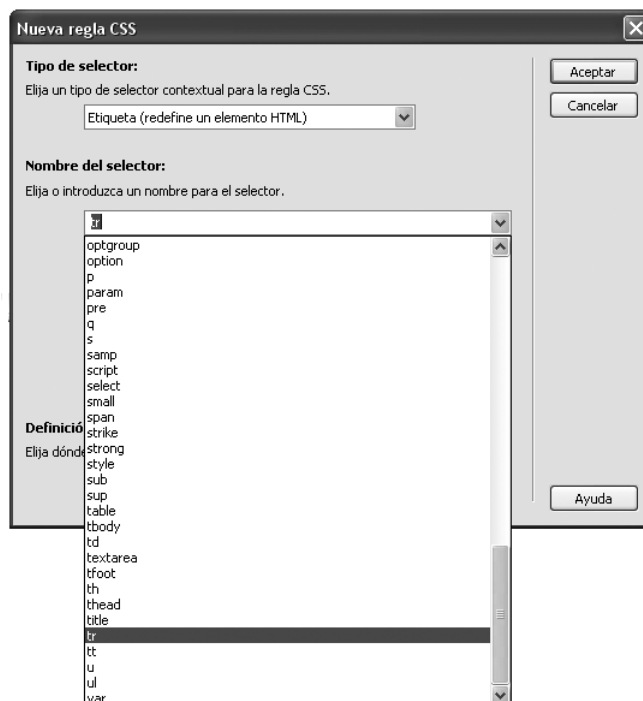 Nueva regla CSS
Tipo de selector:
Elija un tipo de selector contextual para la regla CSS.
Etiqueta (redefine un elemento HTML)
Nombre del selector:
Elija o introduzca un nombre para el selector.
tr
optgroup
option
p
param
pre
q
s
samp
script
select
small
span
strike
strong
style
sub
sup
table
tbody
td
textarea
tfoot
th
thead
title
tr
tt
u
ul
var
Definició
Elija dónde
Aceptar
Cancelar
Ayuda